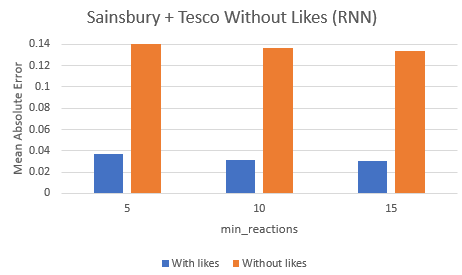 Sainsbury + Tesco Without Likes (RNN)
Mean Absolute Error
0.14
0.12
0.1
0.08
0.06
0.04
0.02
0
5 10 15
min_reactions
With likes Without likes